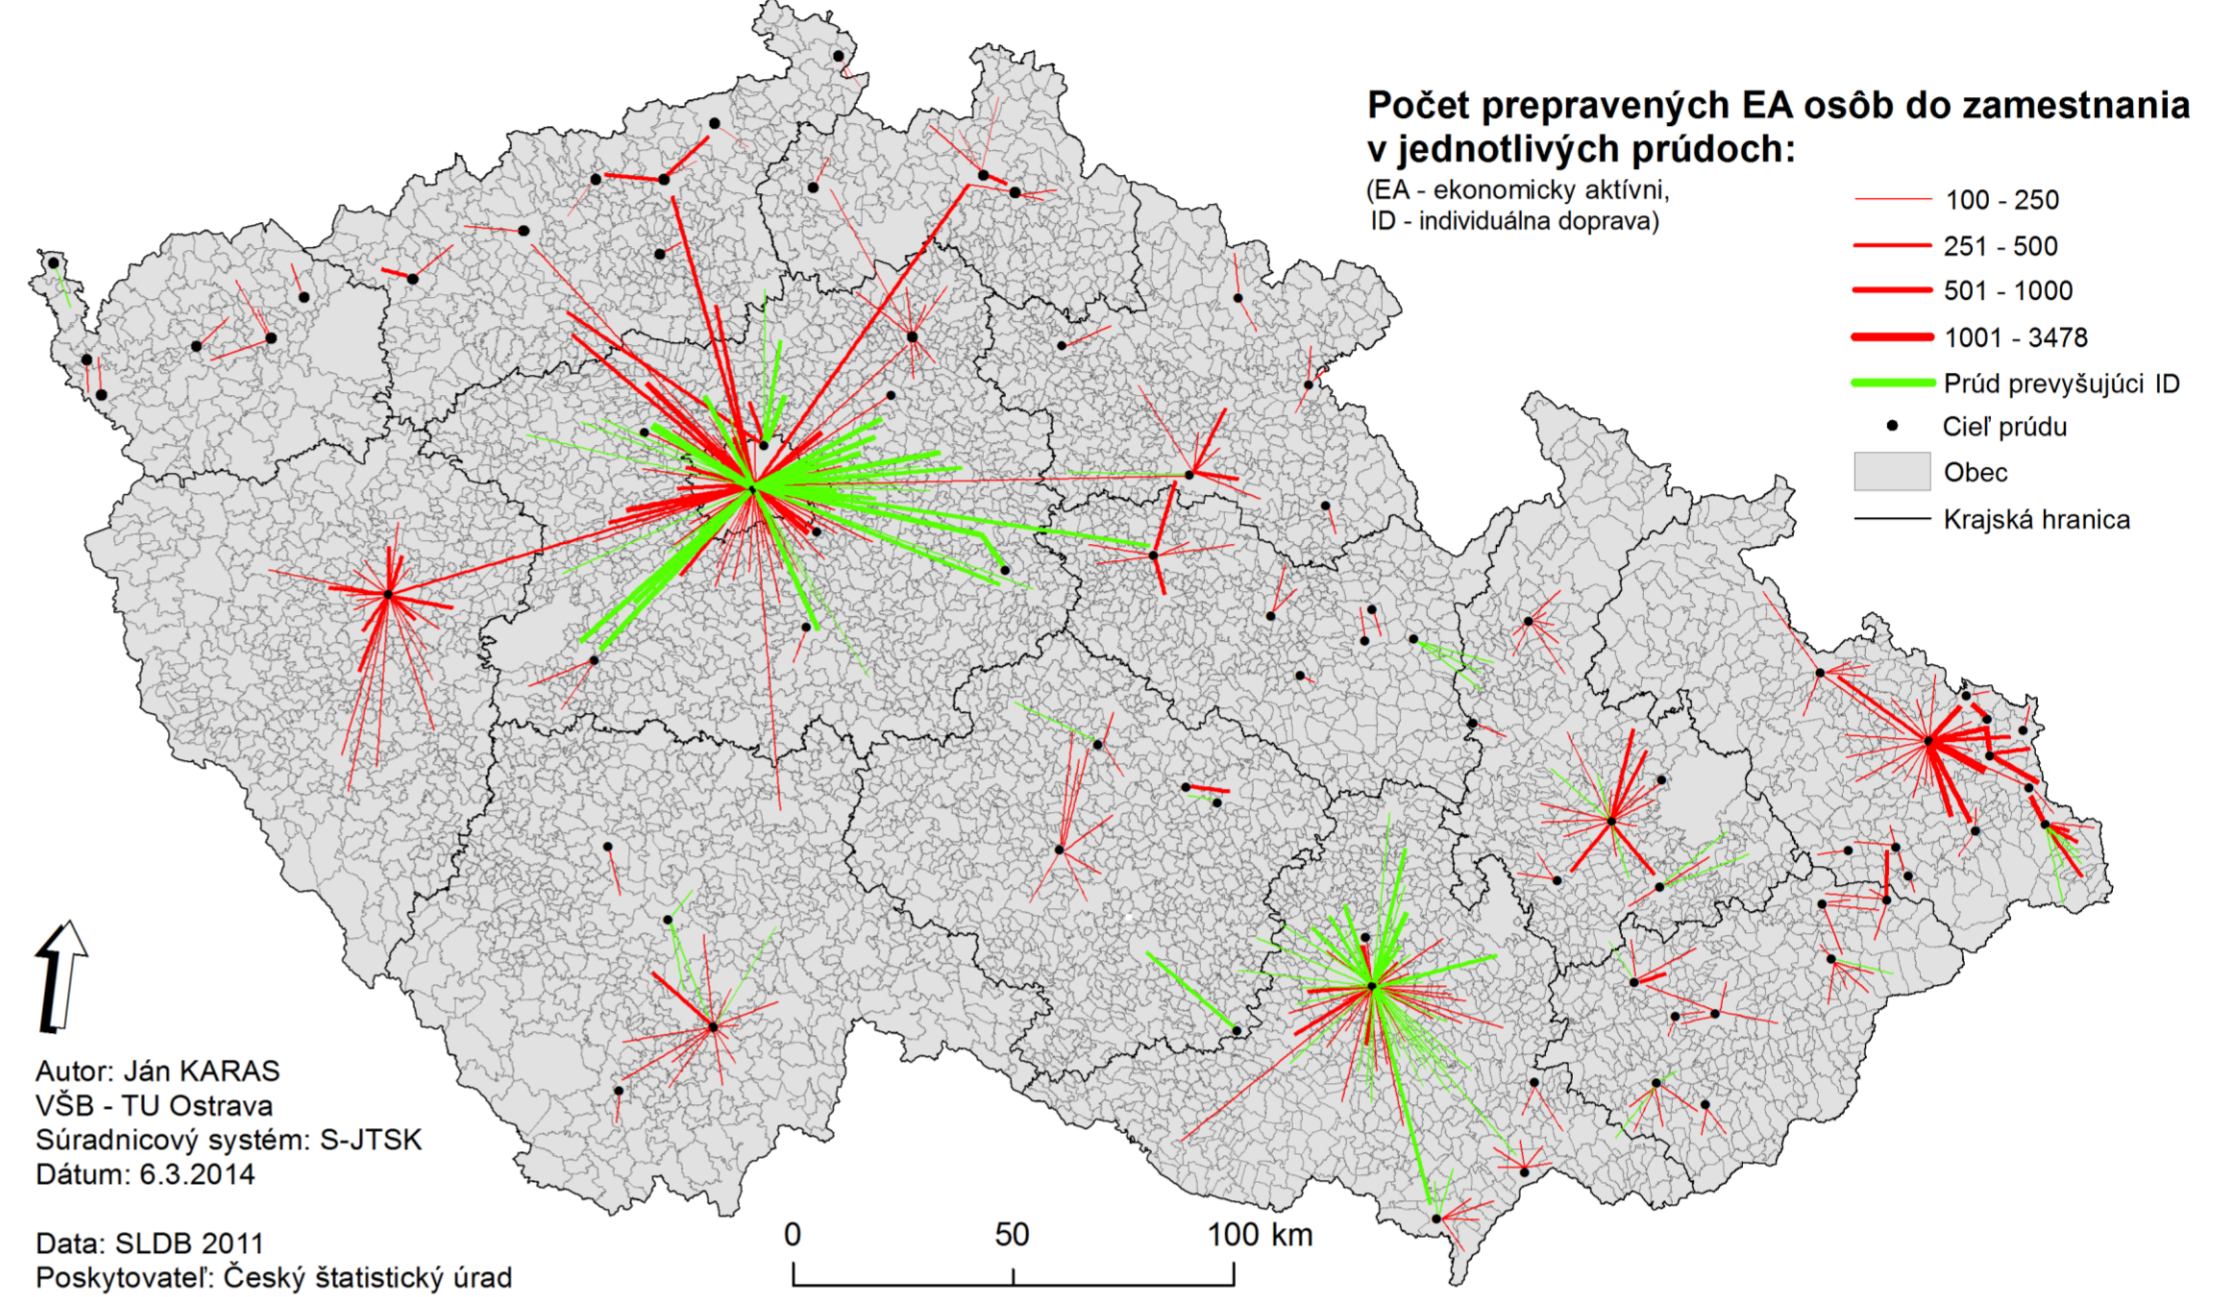 Počet prepravených EA osôb do zamestnania
v jednotlivých prúdoch:
(EA - ekonomicky aktívni,
ID - individuálna doprava)
100 - 250
251 - 500
501 - 1000
1001 - 3478
Prúd prevyšujúci ID
Cieľ prúdu
Obec
Krajská hranica
Autor: Ján KARAS
VŠB - TU Ostrava
Súradnicový systém: S-JTSK
Dátum: 6.3.2014
Data: SLDB 2011
Poskytovateľ: Český štatistický úrad
0 50 100 km